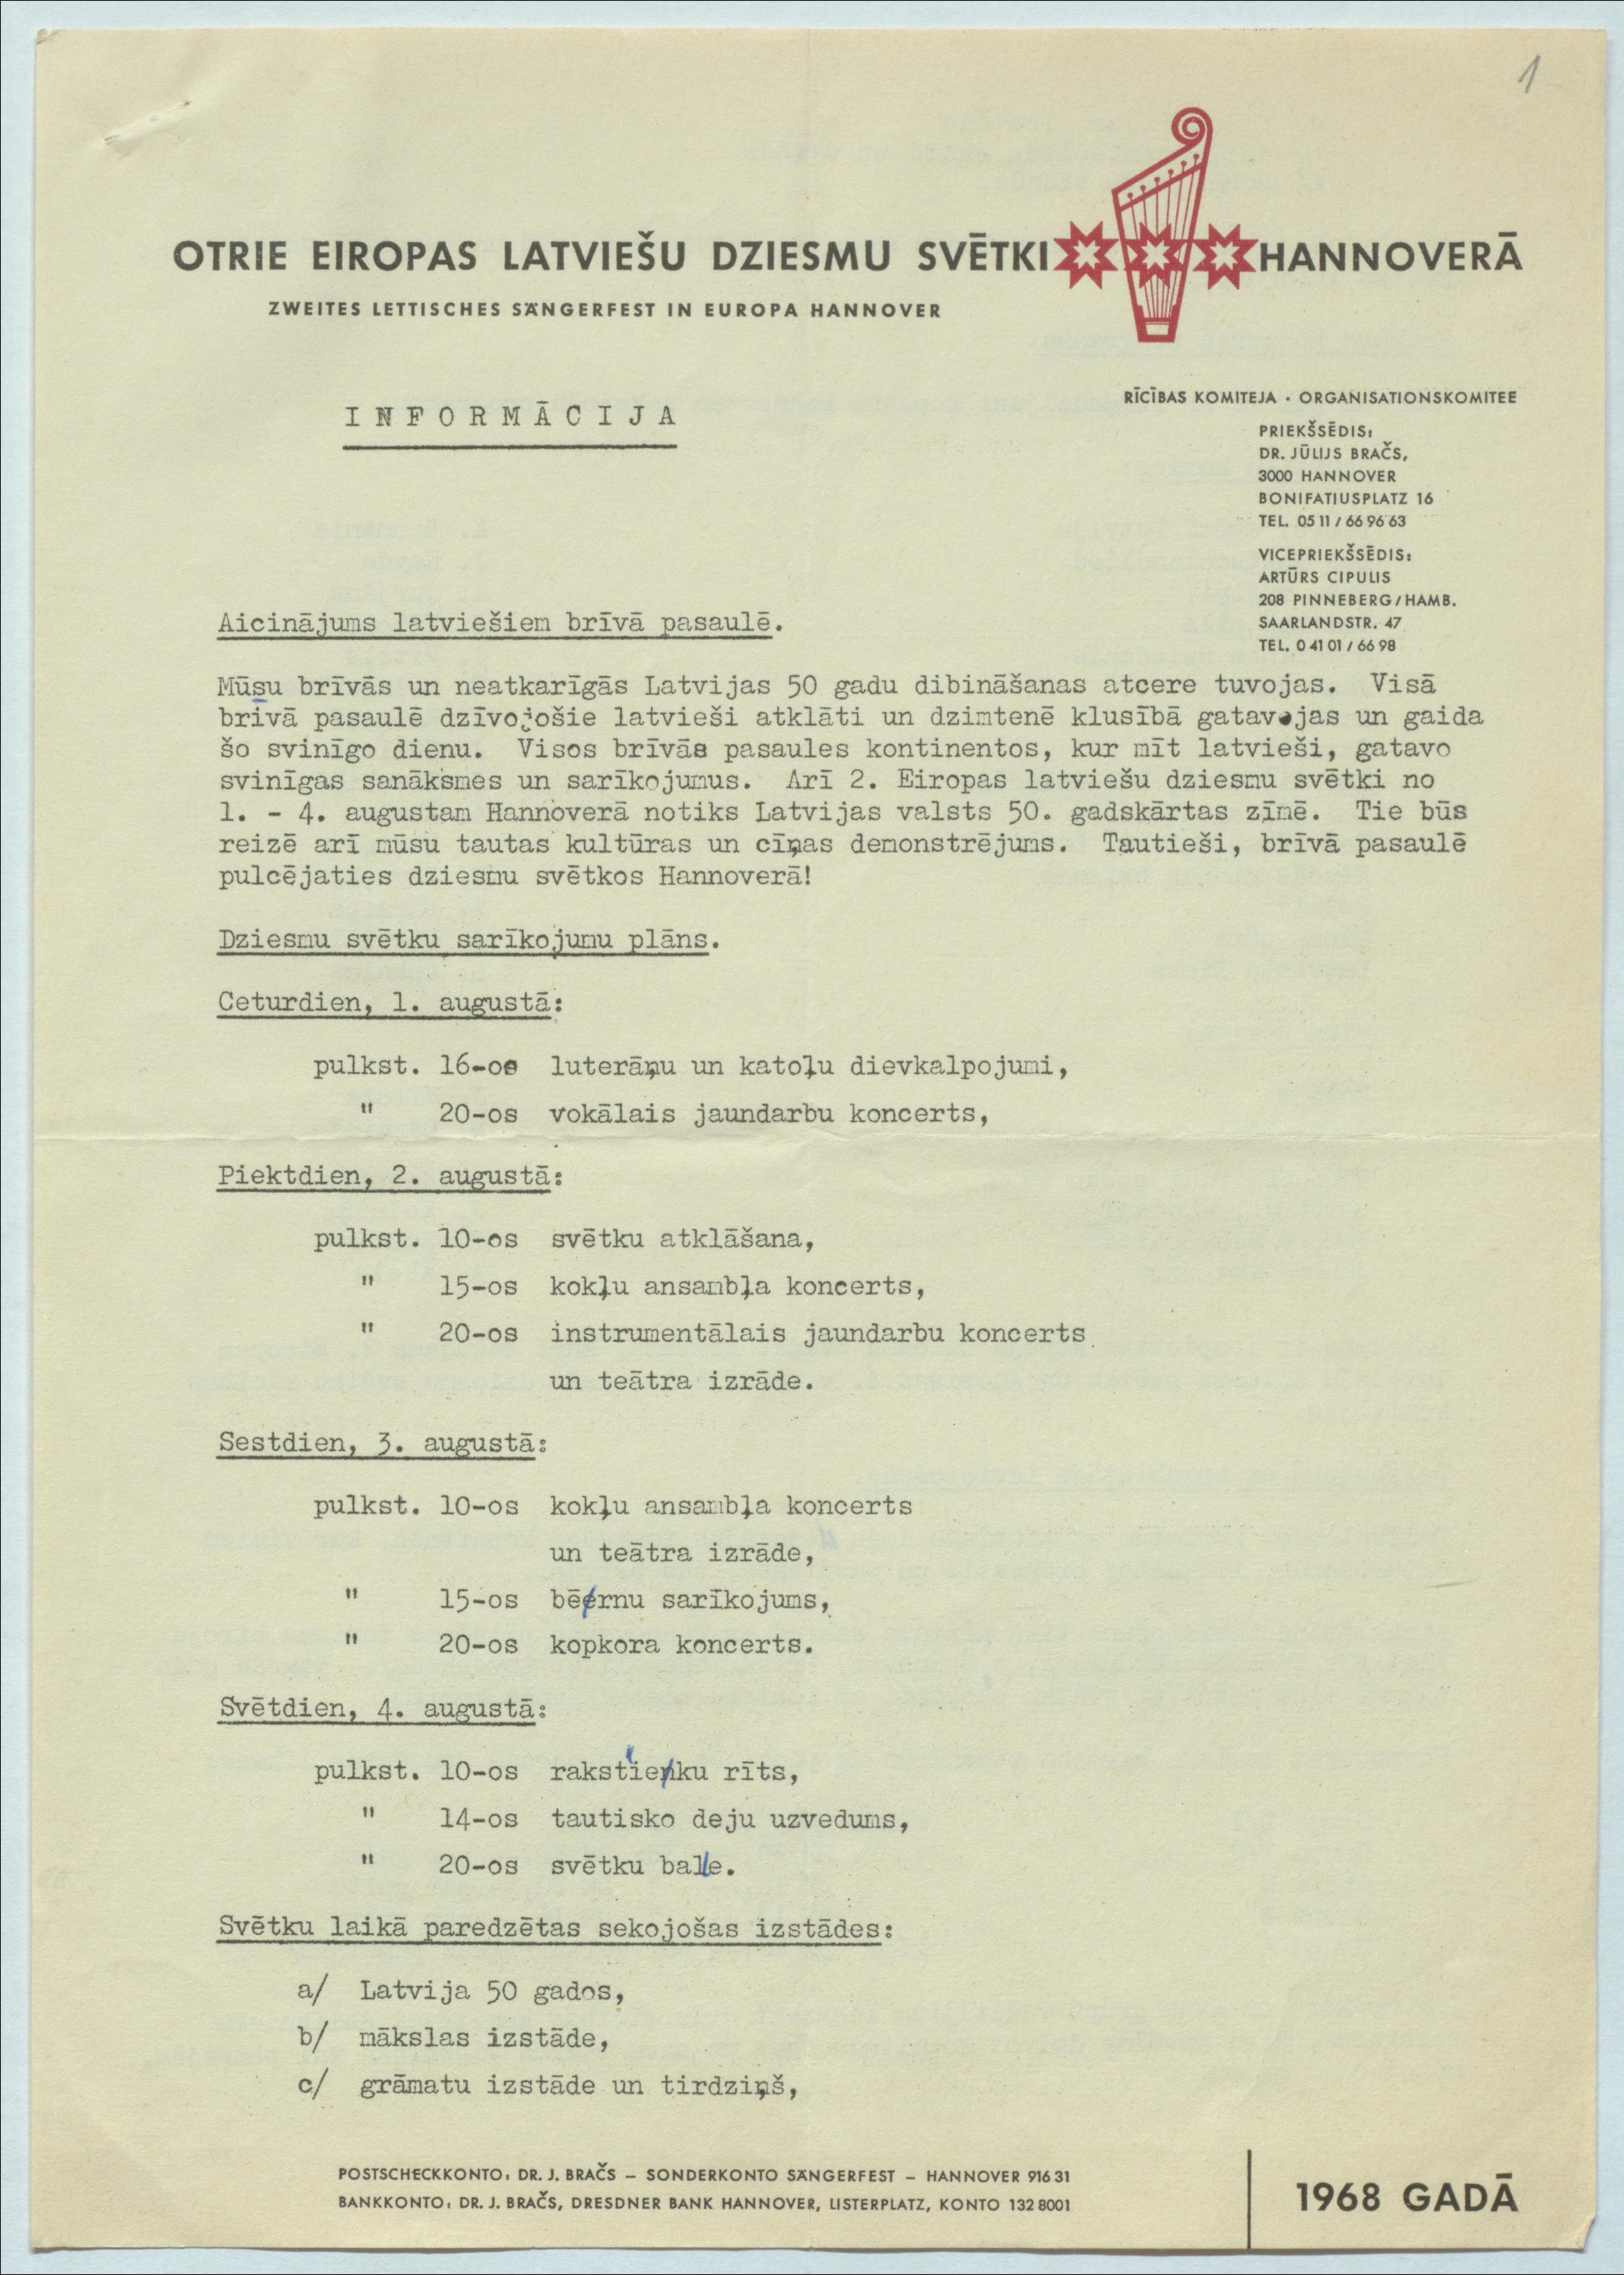 1
OTRIE EIROPAS LATVIEŠU DZIESMU SVĒTKI HANNOVERĀ
ZWEITES LETTISCHES SÄNGERFEST IN EUROPA HANNOVER
RĪCĪBAS KOMITEJA · ORGANISATIONSKOMITEE
INFORMĀCIJA
PRIEKŠSĒDIS:
DR. JŪLIJS BRAČS,
3000 HANNOVER
BONIFATIUSPLATZ 16
TEL. 05 11 / 66 96 63
VICEPRIEKŠSĒDIS:
ARTŪRS CIPULIS
208 PINNEBERG/HAMB.
SAARLANDSTR. 47
TEL. 0 41 01 / 66 98
Aicinājums latviešiem brīvā pasaulē.
Mūsu brīvās un neatkarīgās Latvijas 50 gadu dibināšanas atcere tuvojas. Visā
brīvā pasaulē dzīvojošie latvieši atklāti un dzimtenē klusībā gatavojas un gaida
šo svinīgo dienu. Visos brīvās pasaules kontinentos, kur mīt latvieši, gatavo
svinīgas sanāksmes un sarīkojumus. Arī 2. Eiropas latviešu dziesmu svētki no
1. - 4. augustam Hannoverā notiks Latvijas valsts 50. gadskārtas zīmē. Tie būs
reizē arī mūsu tautas kultūras un cīņas demonstrējums. Tautieši, brīvā pasaulē
pulcējaties dziesmu svētkos Hannoverā!
Dziesmu svētku sarīkojumu plāns.
Ceturdien, 1. augustā:
pulkst. 16-os luterāņu un katoļu dievkalpojumi,
" 20-os vokālais jaundarbu koncerts,
Piektdien, 2. augustā:
pulkst. 10-os svētku atklāšana,
" 15-os kokļu ansambļa koncerts,
" 20-os instrumentālais jaundarbu koncerts
un teātra izrāde.
Sestdien, 3. augustā:
pulkst. 10-os kokļu ansambļa koncerts
un teātra izrāde,
" 15-os bērnu sarīkojums,
" 20-os kopkora koncerts.
Svētdien, 4. augustā:
pulkst. 10-os rakstieku rīts,
" 14-os tautisko deju uzvedums,
" 20-os svētku balle.
Svētku laikā paredzētas sekojošas izstādes:
a/ Latvija 50 gados,
b/ mākslas izstāde,
c/ grāmatu izstāde un tirdziņš,
POSTSCHECKKONTO: DR. J. BRAČS – SONDERKONTO SÄNGERFEST – HANNOVER 916 31
BANKKONTO: DR. J. BRAČS, DRESDNER BANK HANNOVER, LISTERPLATZ, KONTO 132 8001
1968 GADĀ